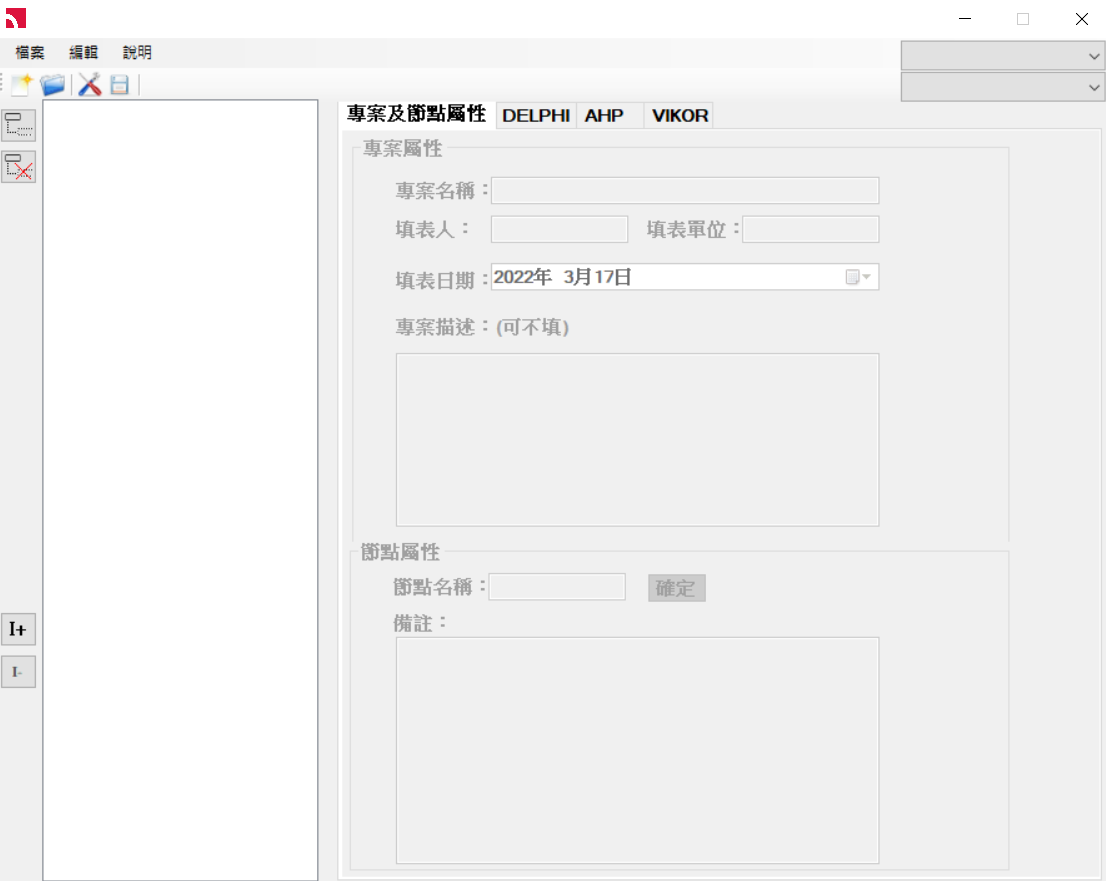 檔案 編輯 說明
專案及節點屬性 DELPHI AHP VIKOR
專案屬性
專案名稱：
填表人： 填表單位：
填表日期：2022年 3月17日
專案描述：(可不填)
節點屬性
節點名稱： 確定
備註：
I+
I-